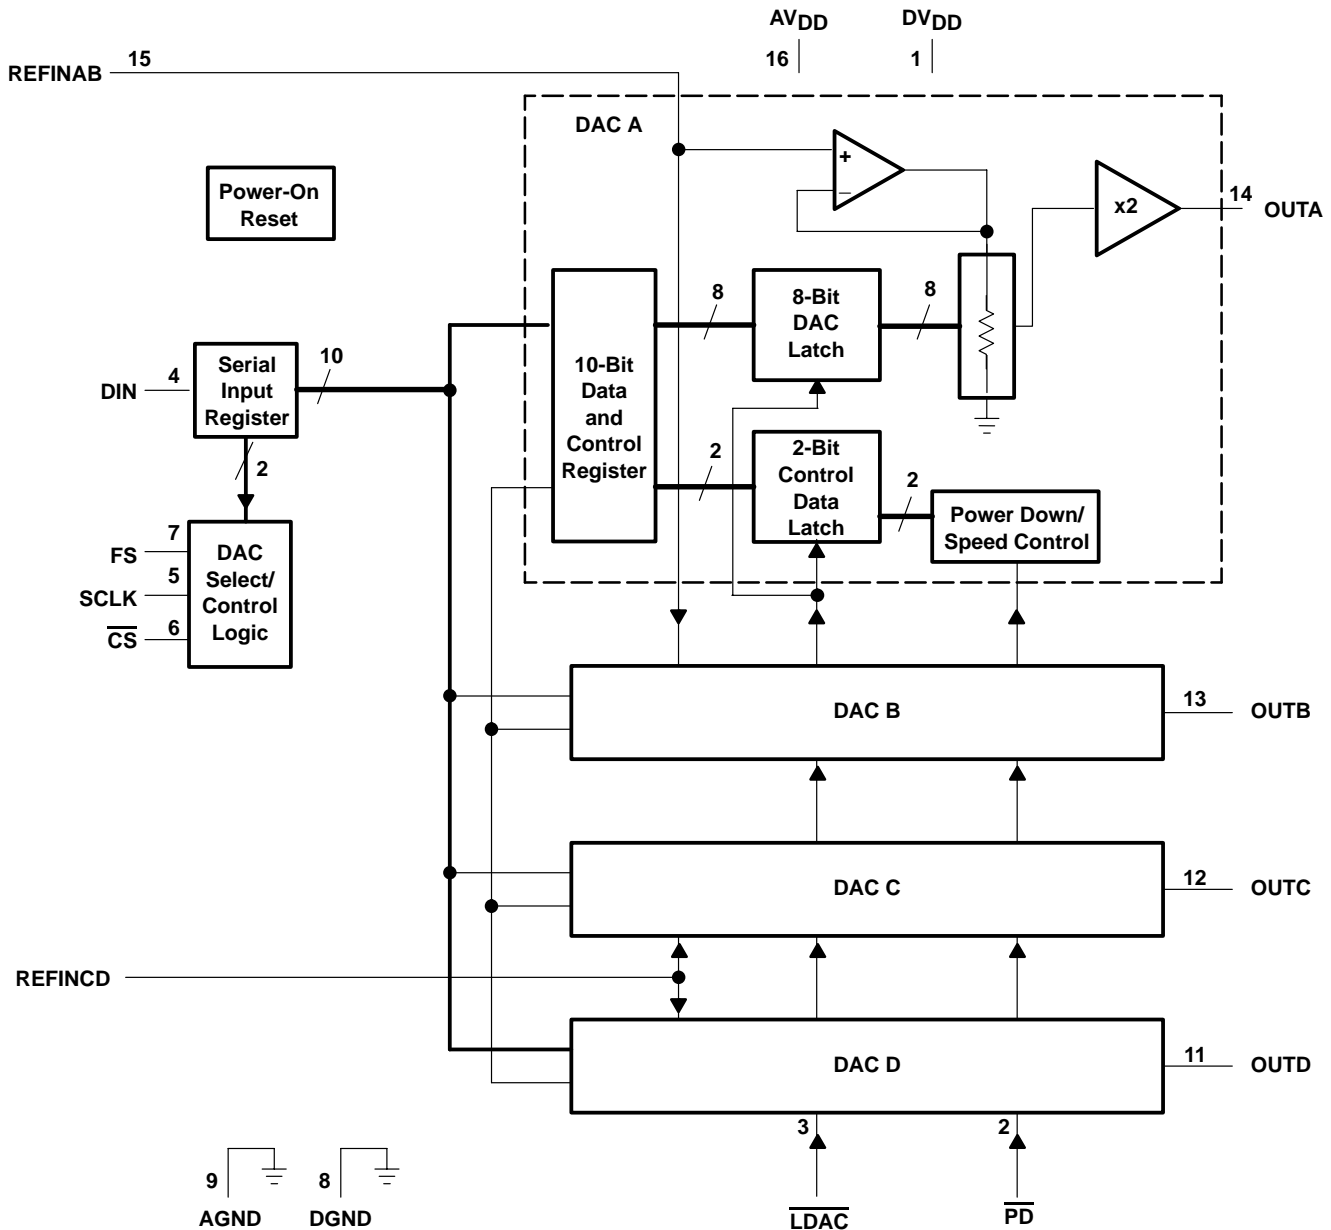 AVDD
DVDD
16
1
REFINAB
15
DAC A
Power-On
Reset
+
–
x2
14
OUTA
8
8-Bit
DAC
Latch
8
DIN
4
Serial
Input
Register
10
10-Bit
Data
and
Control
Register
2
2
2-Bit
Control
Data
Latch
2
Power Down/
Speed Control
FS
7
SCLK
5
CS
6
DAC
Select/
Control
Logic
DAC B
13
OUTB
DAC C
12
OUTC
REFINCD
DAC D
11
OUTD
3
2
9
8
AGND
DGND
LDAC
PD